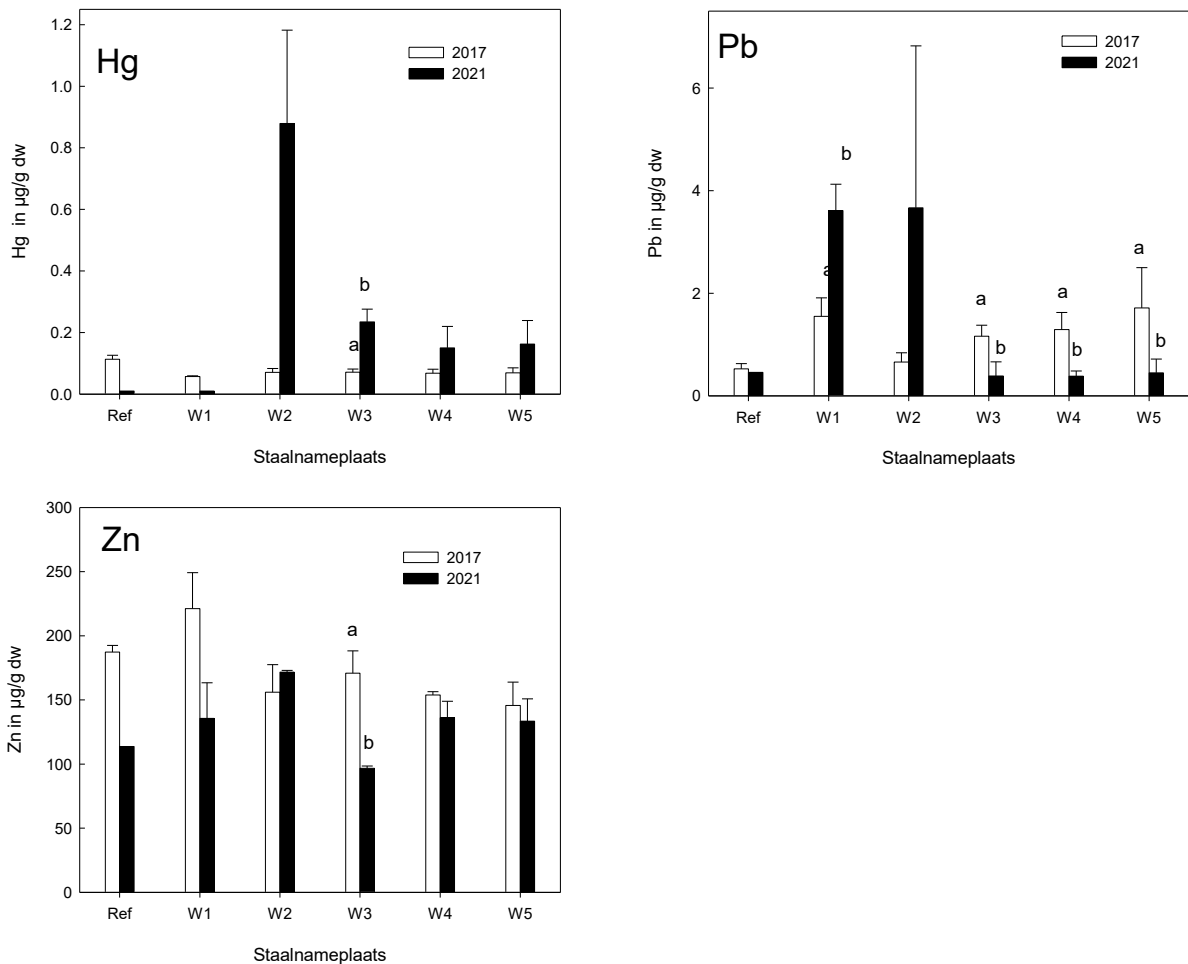 Hg
2017
2021
Hg in µg/g dw
1.2
1.0
0.8
0.6
0.4
0.2
0.0
a
b
Ref W1 W2 W3 W4 W5
Staalnameplaats
Pb
2017
2021
Pb in µg/g dw
6
4
2
0
a
b
a
b
a
b
a
b
Ref W1 W2 W3 W4 W5
Staalnameplaats
Zn
2017
2021
Zn in µg/g dw
300
250
200
150
100
50
0
a
b
Ref W1 W2 W3 W4 W5
Staalnameplaats